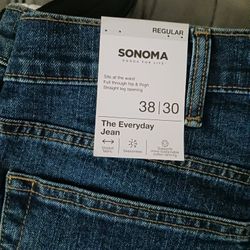 REGULAR
SONOMA
GOODS FOR LIFE
Sits at the waist
Full through hip & thigh
Straight leg opening
38|30
The Everyday
Jean